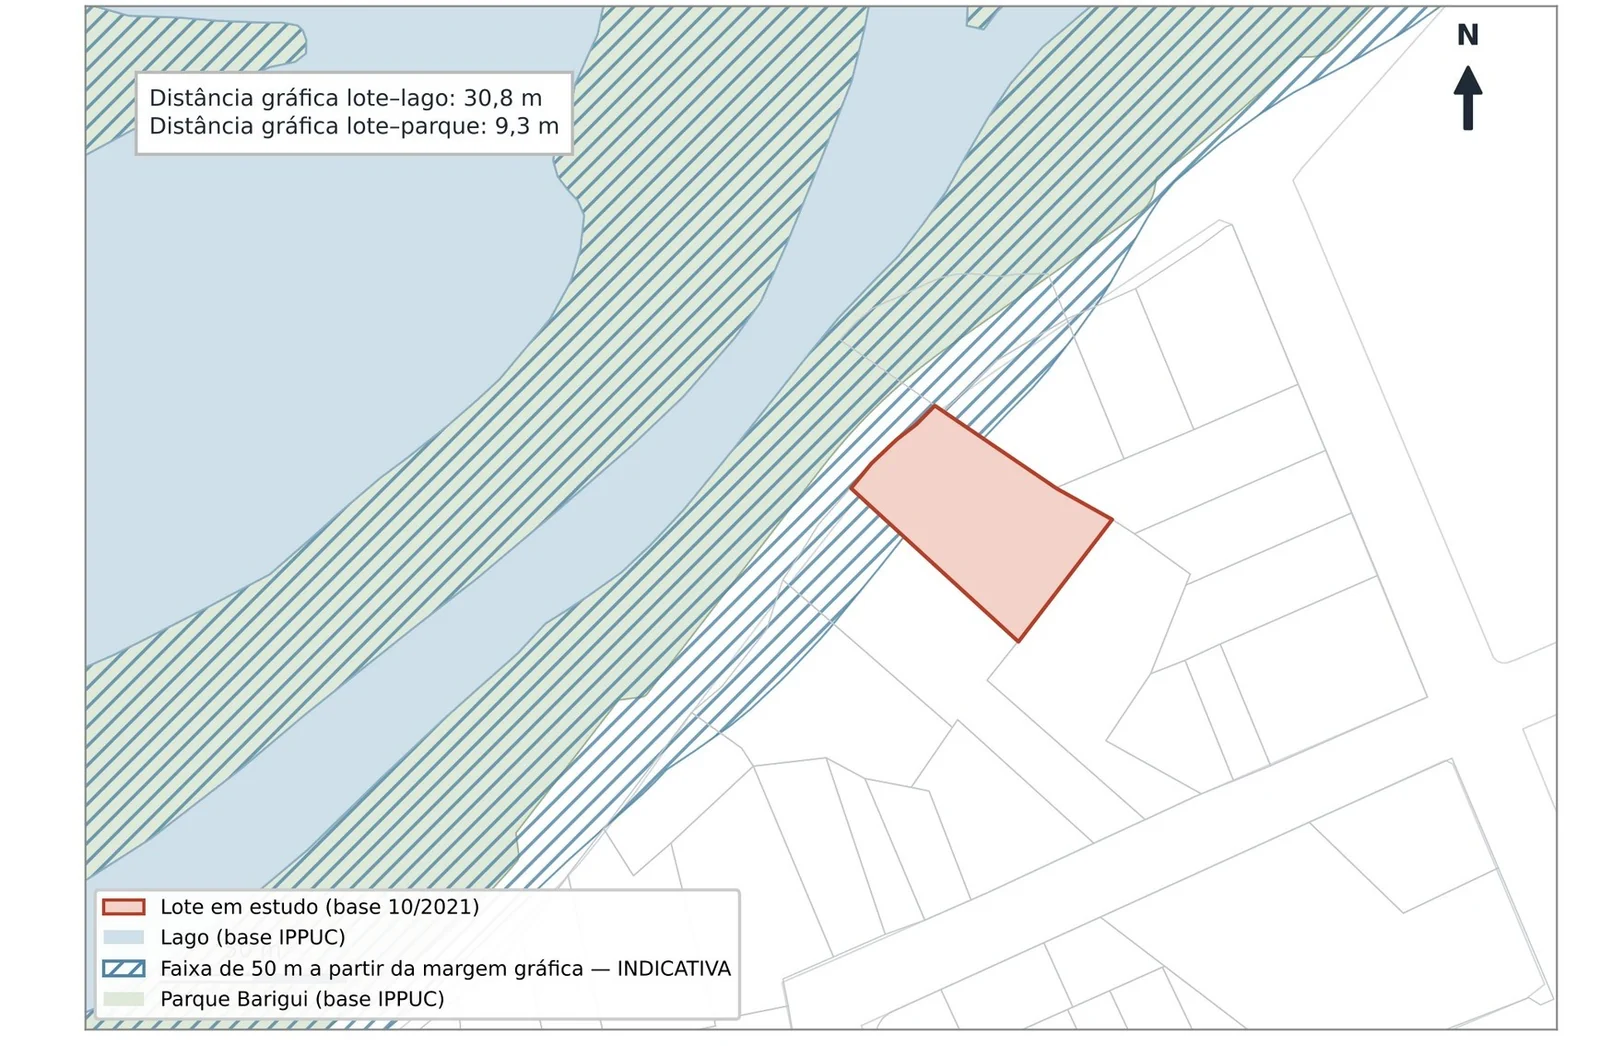 N
Distância gráfica lote–lago: 30,8 m
Distância gráfica lote–parque: 9,3 m
Lote em estudo (base 10/2021)
Lago (base IPPUC)
Faixa de 50 m a partir da margem gráfica — INDICATIVA
Parque Barigui (base IPPUC)